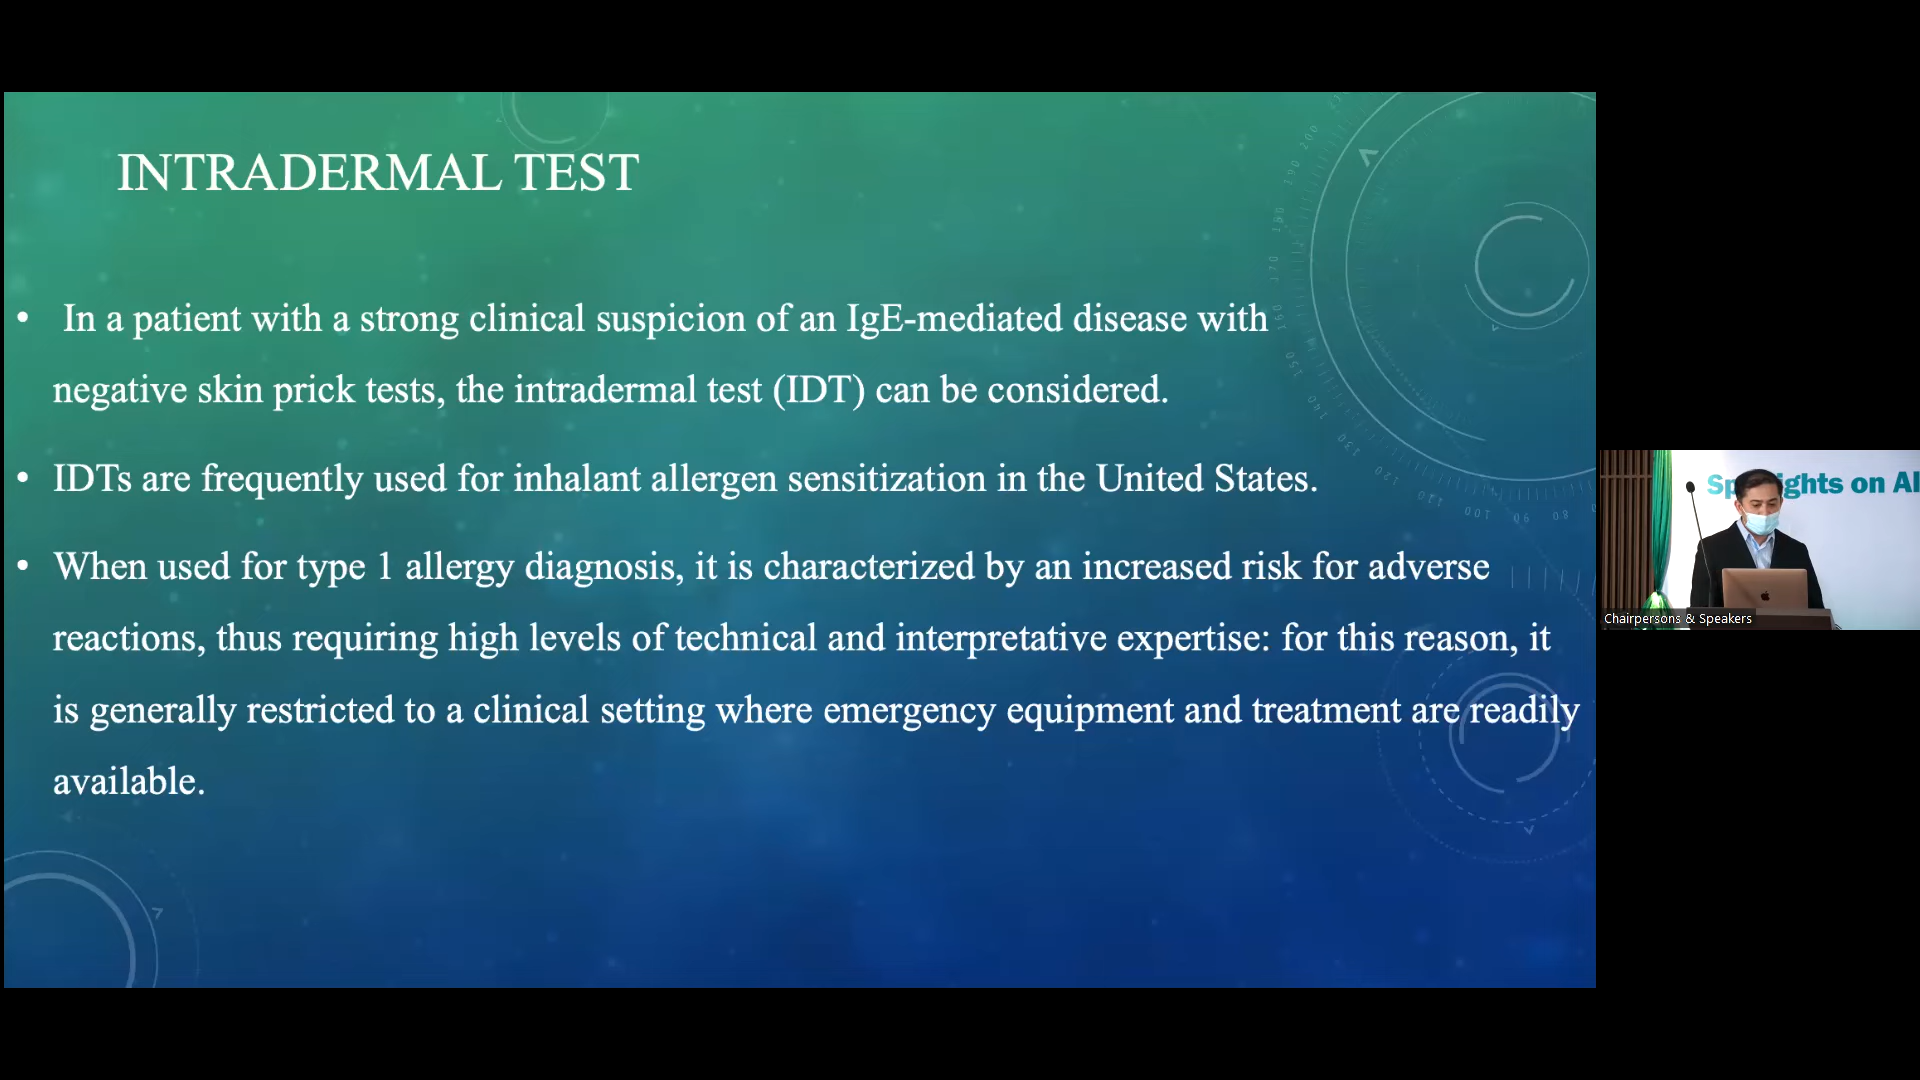 INTRADERMAL TEST
• In a patient with a strong clinical suspicion of an IgE-mediated disease with
negative skin prick tests, the intradermal test (IDT) can be considered.
• IDTs are frequently used for inhalant allergen sensitization in the United States.
• When used for type 1 allergy diagnosis, it is characterized by an increased risk for adverse
reactions, thus requiring high levels of technical and interpretative expertise: for this reason, it
is generally restricted to a clinical setting where emergency equipment and treatment are readily
available.
ghts on Al
Chairpersons & Speakers